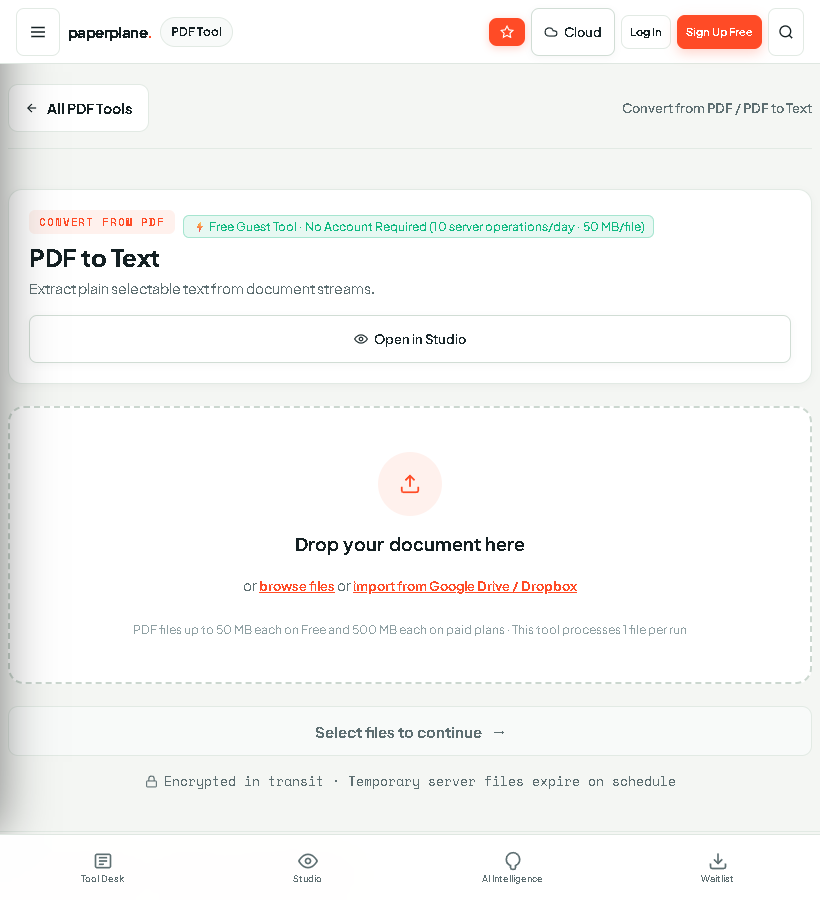 paperplane.
PDF Tool
Cloud
Log In
Sign Up Free
← All PDF Tools
Convert from PDF / PDF to Text
CONVERT FROM PDF
Free Guest Tool · No Account Required (10 server operations/day · 50 MB/file)
PDF to Text
Extract plain selectable text from document streams.
Open in Studio
Drop your document here
or browse files or import from Google Drive / Dropbox
PDF files up to 50 MB each on Free and 500 MB each on paid plans · This tool processes 1 file per run
Select files to continue →
Encrypted in transit · Temporary server files expire on schedule
Tool Desk
Studio
AI Intelligence
Waitlist